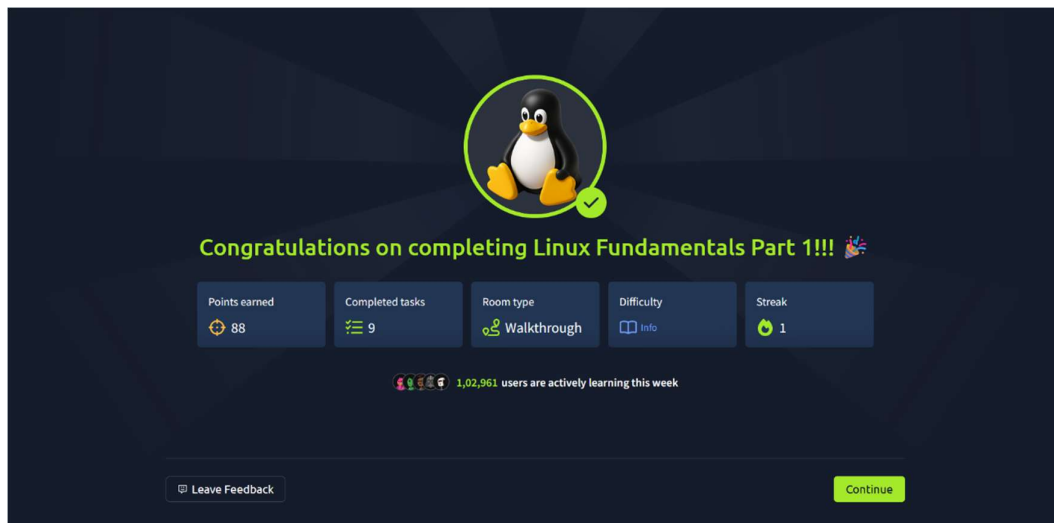 Congratulations on completing Linux Fundamentals Part 1!!! 🎉
Points earned
88
Completed tasks
9
Room type
Walkthrough
Difficulty
Info
Streak
1
1,02,961 users are actively learning this week
Leave Feedback
Continue